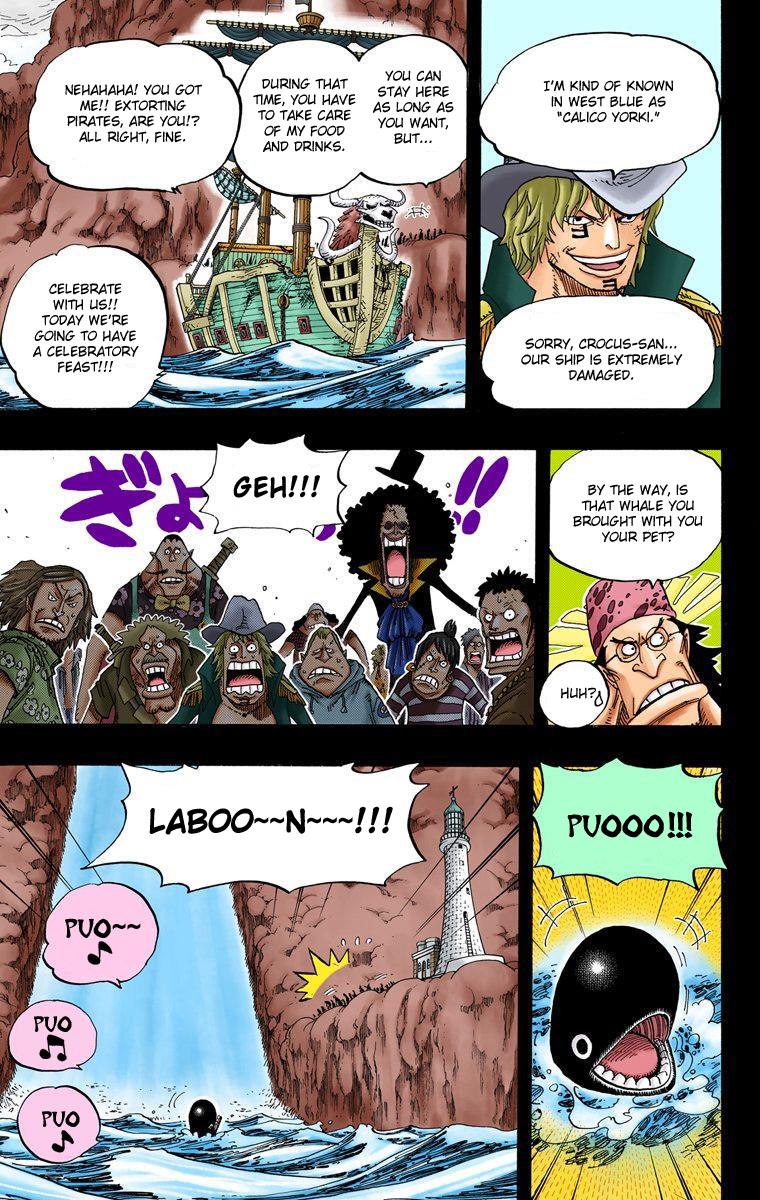 I'M KIND OF KNOWN
IN WEST BLUE AS
"CALICO YORKI."
SORRY, CROCUS-SAN...
OUR SHIP IS EXTREMELY
DAMAGED.
YOU CAN
STAY HERE
AS LONG AS
YOU WANT,
BUT...
DURING THAT
TIME, YOU HAVE
TO TAKE CARE
OF MY FOOD
AND DRINKS.
NEHAHAHA! YOU GOT
ME!! EXTORTING
PIRATES, ARE YOU!?
ALL RIGHT, FINE.
CELEBRATE
WITH US!!
TODAY WE'RE
GOING TO HAVE
A CELEBRATORY
FEAST!!!
BY THE WAY, IS
THAT WHALE YOU
BROUGHT WITH YOU
YOUR PET?
HUH?
GEH!!!
ぎょ!!
PUOOO!!!
LABOO~~N~~~!!!
PUO~~♪
PUO♫
PUO♪